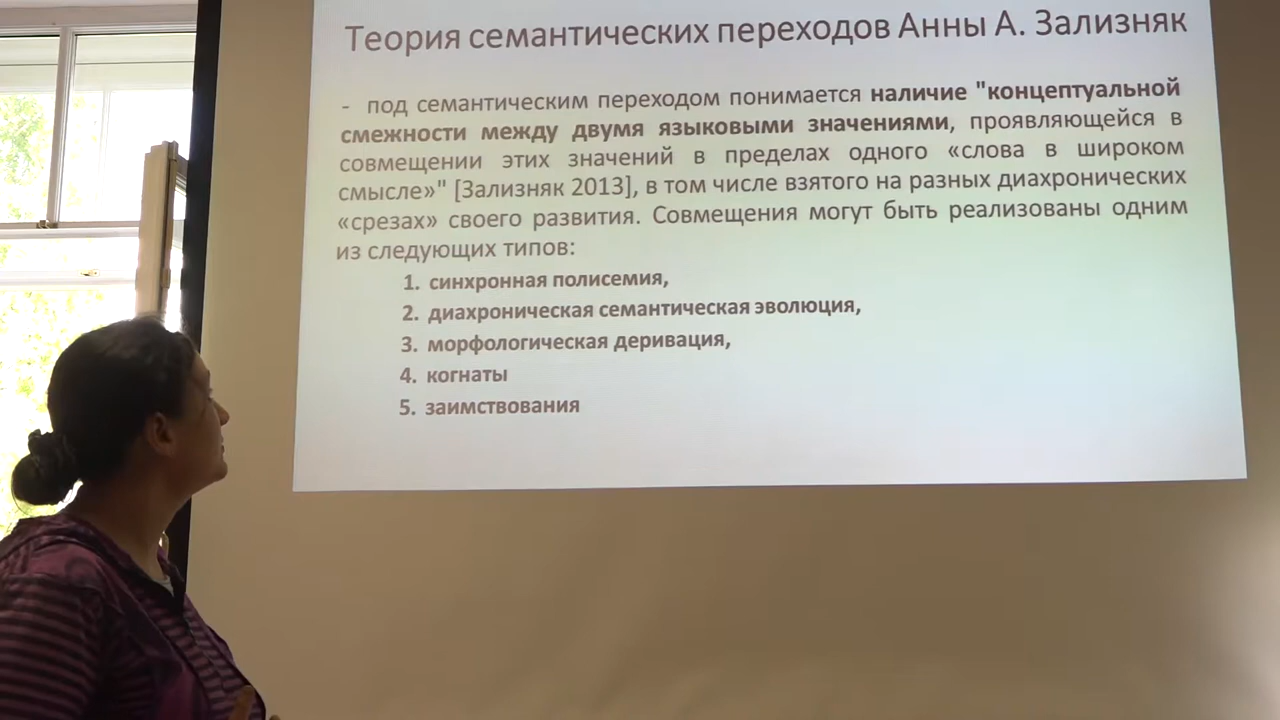 Теория семантических переходов Анны А. Зализняк
- под семантическим переходом понимается наличие "концептуальной
смежности между двумя языковыми значениями, проявляющейся в
совмещении этих значений в пределах одного «слова в широком
смысле»" [Зализняк 2013], в том числе взятого на разных диахронических
«срезах» своего развития. Совмещения могут быть реализованы одним
из следующих типов:
1. синхронная полисемия,
2. диахроническая семантическая эволюция,
3. морфологическая деривация,
4. когнаты
5. заимствования